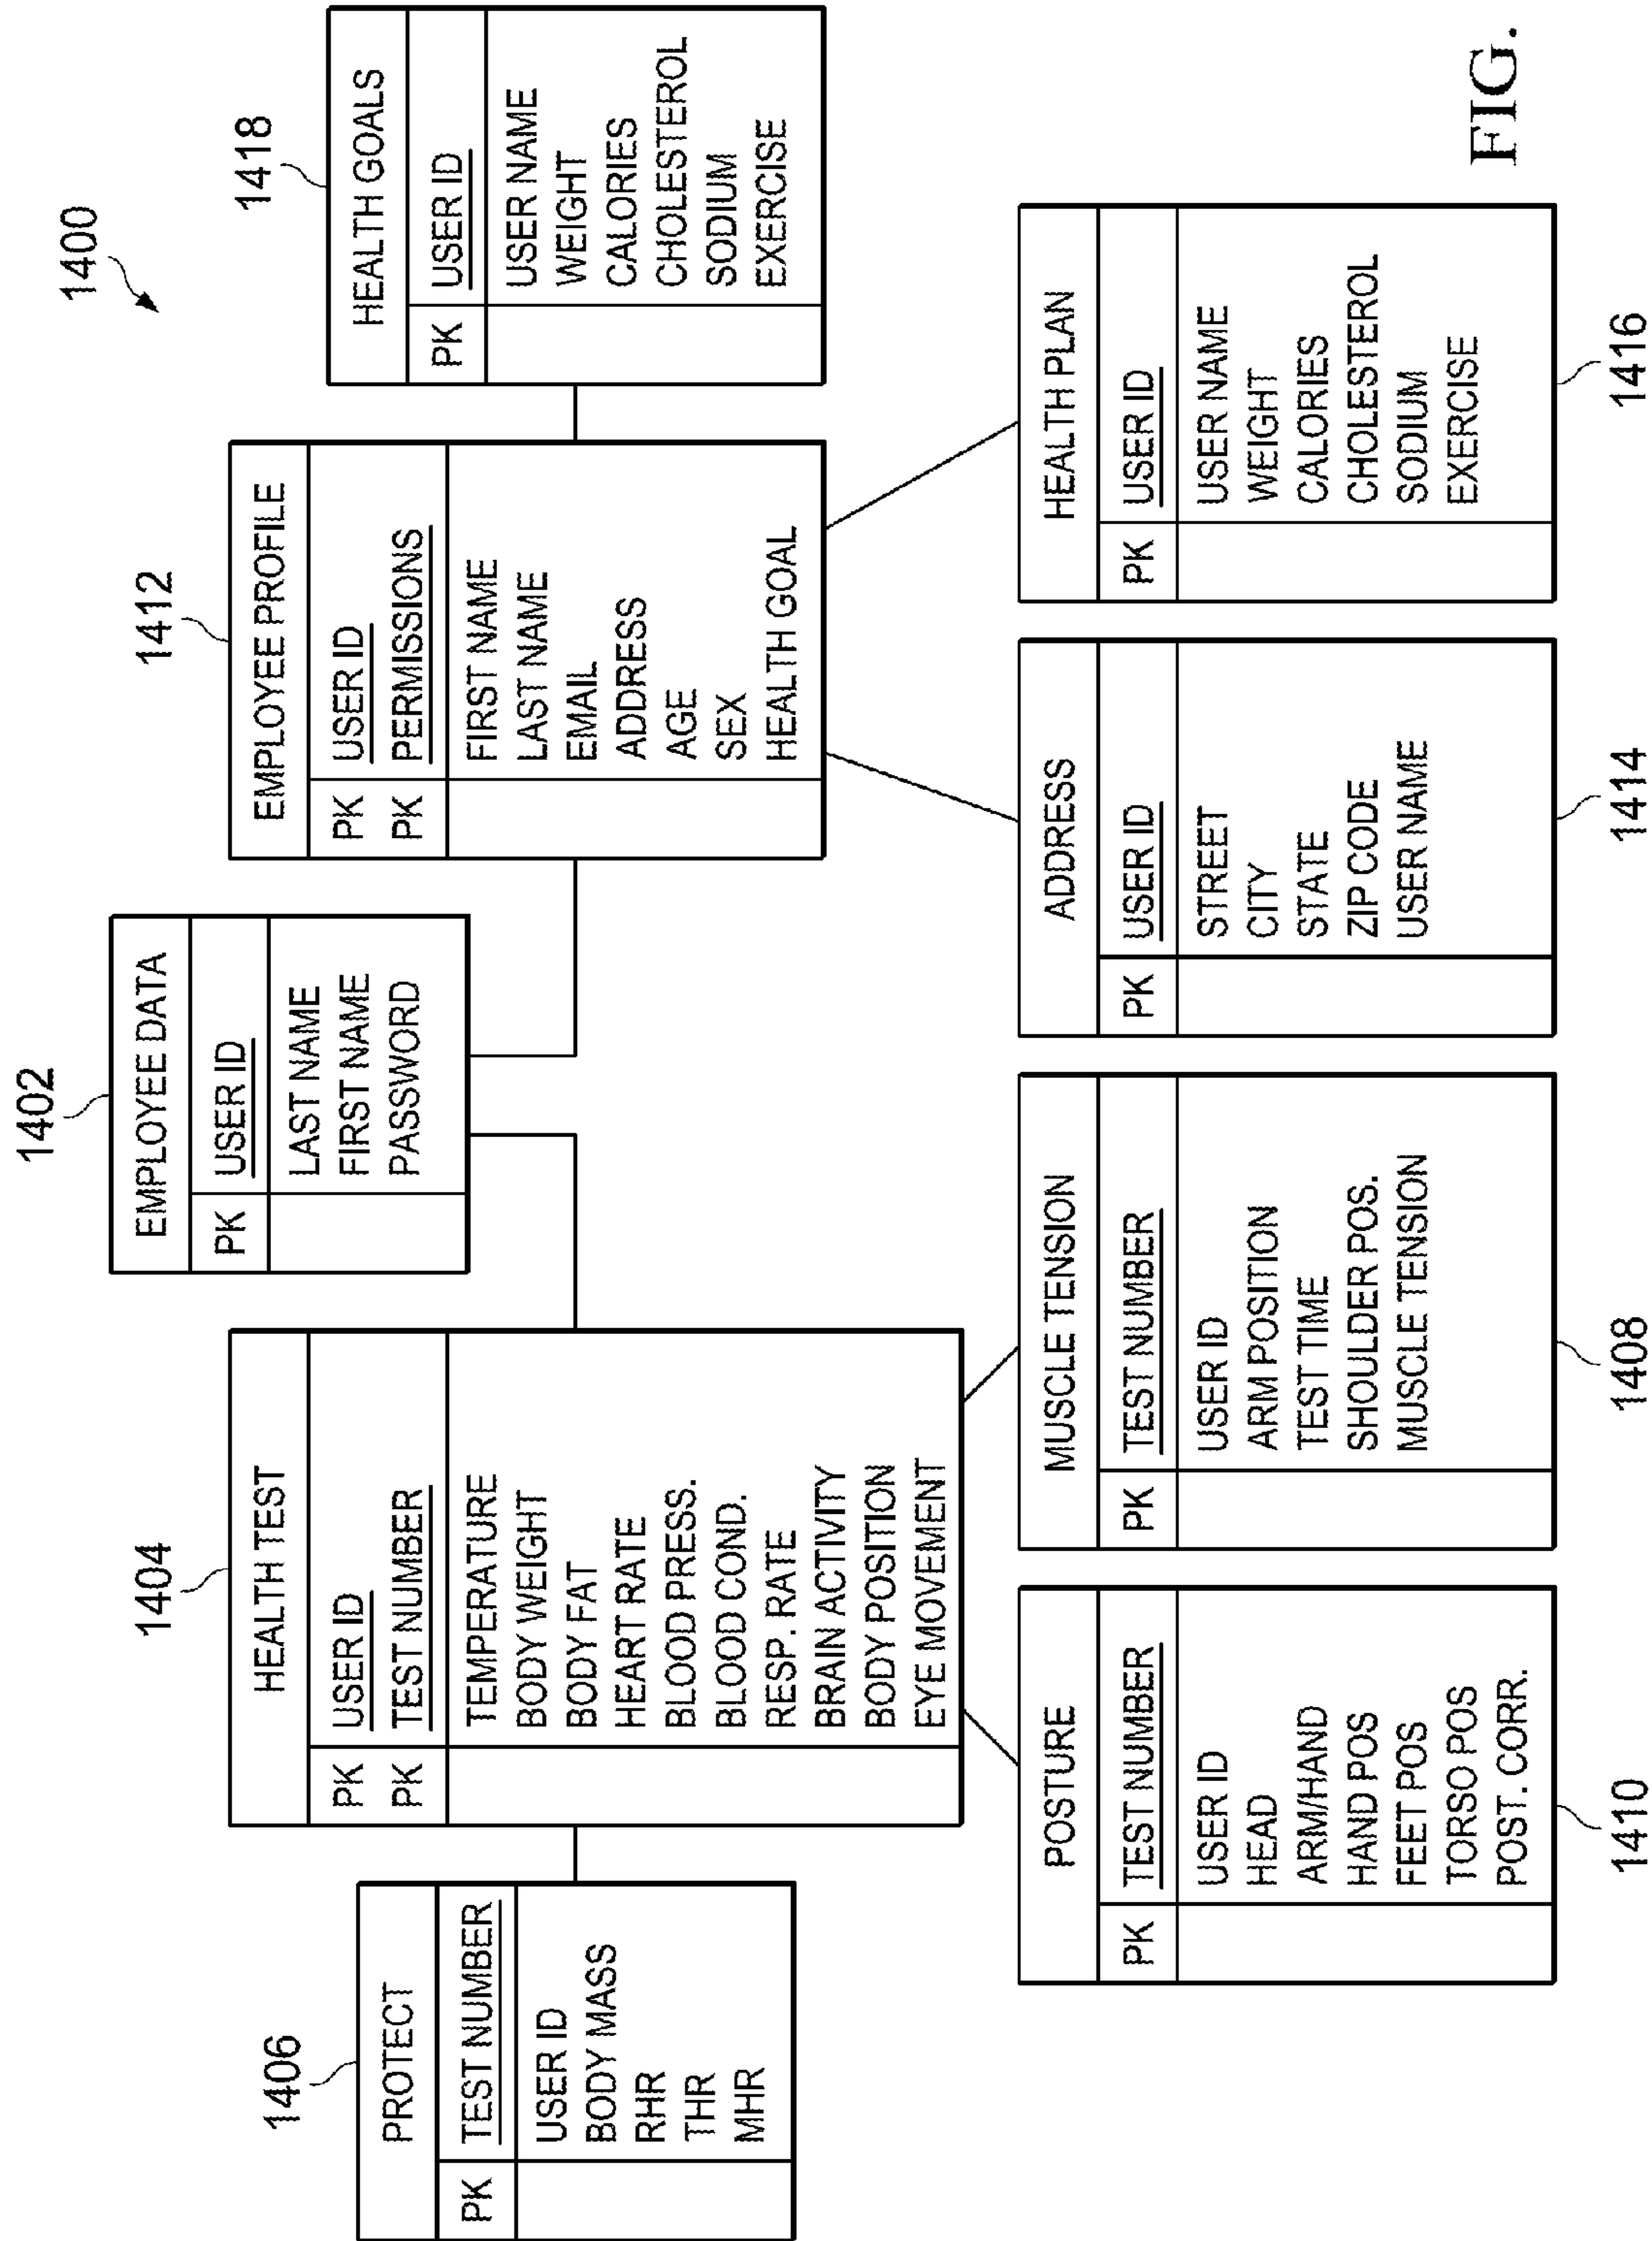 1400
1402
EMPLOYEE DATA
PK USER ID
LAST NAME
FIRST NAME
PASSWORD
1404
HEALTH TEST
PK USER ID
PK TEST NUMBER
TEMPERATURE
BODY WEIGHT
BODY FAT
HEART RATE
BLOOD PRESS.
BLOOD COND.
RESP. RATE
BRAIN ACTIVITY
BODY POSITION
EYE MOVEMENT
1412
EMPLOYEE PROFILE
PK USER ID
PK PERMISSIONS
FIRST NAME
LAST NAME
EMAIL
ADDRESS
AGE
SEX
HEALTH GOAL
1418
HEALTH GOALS
PK USER ID
USER NAME
WEIGHT
CALORIES
CHOLESTEROL
SODIUM
EXERCISE
1406
PROTECT
PK TEST NUMBER
USER ID
BODY MASS
RHR
THR
MHR
POSTURE
PK TEST NUMBER
USER ID
HEAD
ARM/HAND
HAND POS
FEET POS
TORSO POS
POST. CORR.
1410
MUSCLE TENSION
PK TEST NUMBER
USER ID
ARM POSITION
TEST TIME
SHOULDER POS.
MUSCLE TENSION
1408
ADDRESS
PK USER ID
STREET
CITY
STATE
ZIP CODE
USER NAME
1414
HEALTH PLAN
PK USER ID
USER NAME
WEIGHT
CALORIES
CHOLESTEROL
SODIUM
EXERCISE
1416
FIG.